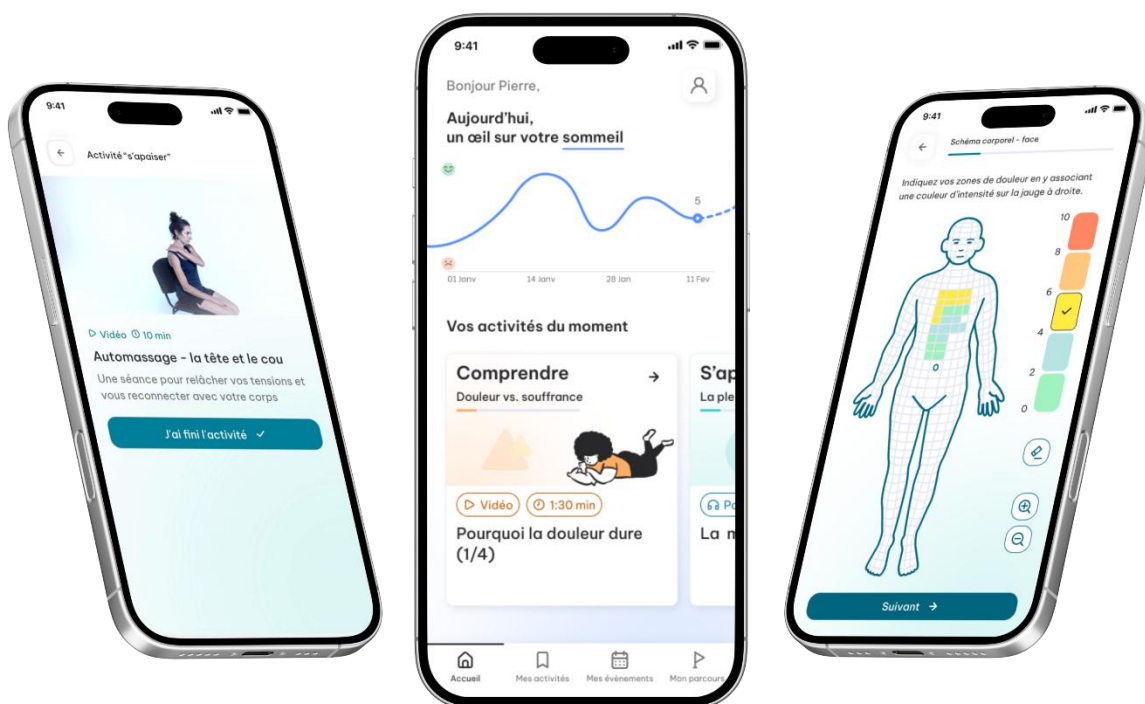 9:41
Activité "s'apaiser"
Vidéo 10 min
Automassage - la tête et le cou
Une séance pour relâcher vos tensions et
vous reconnecter avec votre corps
J'ai fini l'activité
9:41
Bonjour Pierre,
Aujourd'hui,
un œil sur votre sommeil
5
01 Janv 14 Janv 28 Jan 11 Fev
Vos activités du moment
Comprendre
Douleur vs. souffrance
Vidéo 1:30 min
Pourquoi la douleur dure
(1/4)
S'ap
La ple
Po
La m
Accueil Mes activités Mes évènements Mon parcours
9:41
Schéma corporel - face
Indiquez vos zones de douleur en y associant
une couleur d'intensité sur la jauge à droite.
10
8
6
4
2
0
Suivant